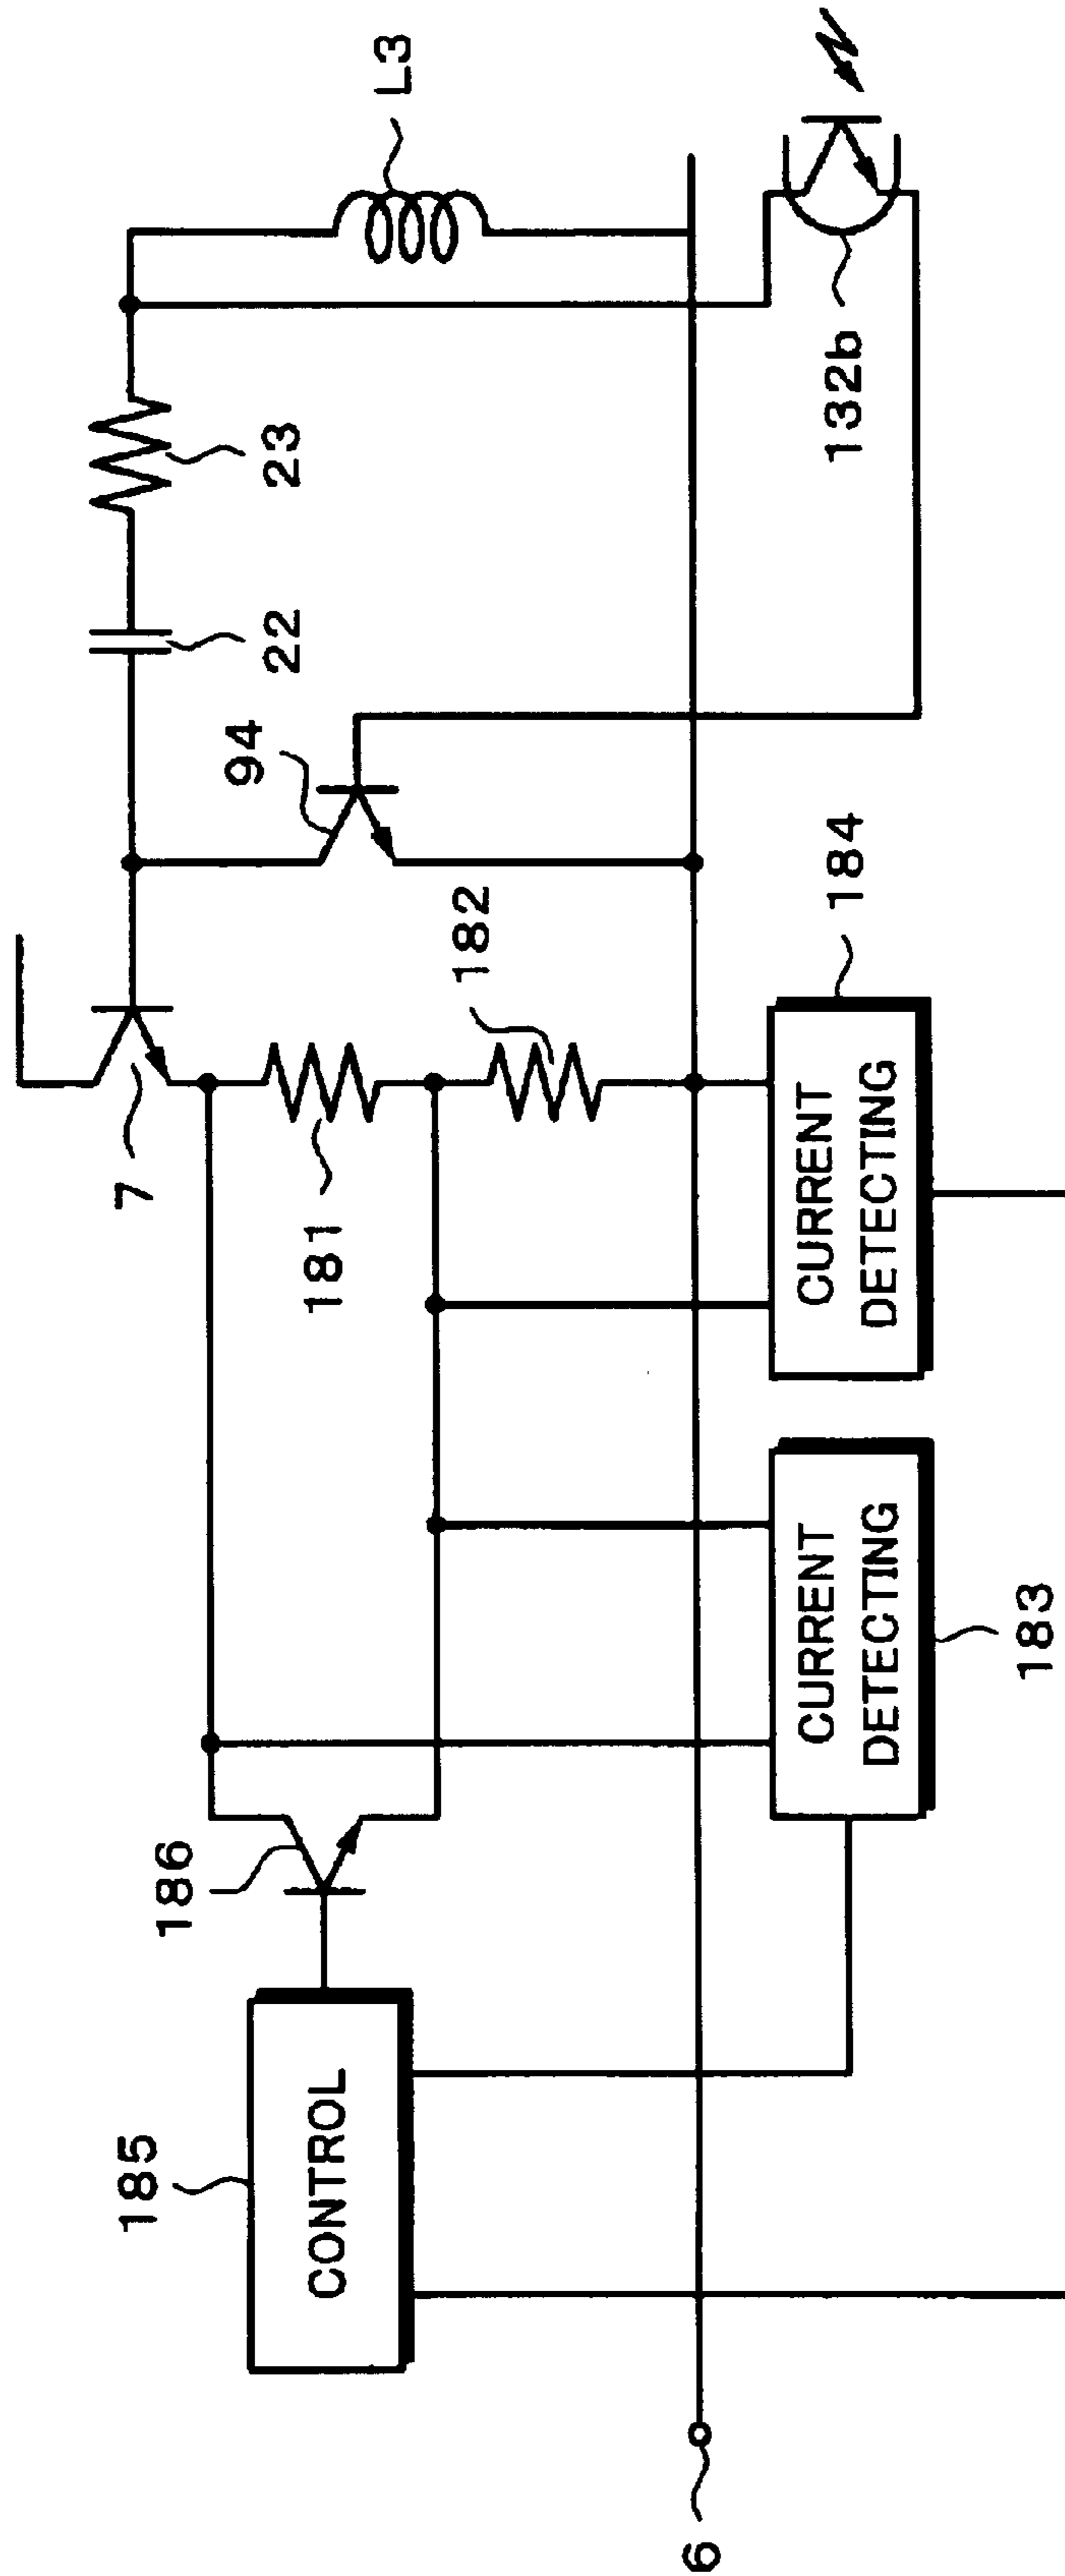 185
CONTROL
186
6
7
181
182
94
22
23
L3
CURRENT
DETECTING
183
CURRENT
DETECTING
184
132b